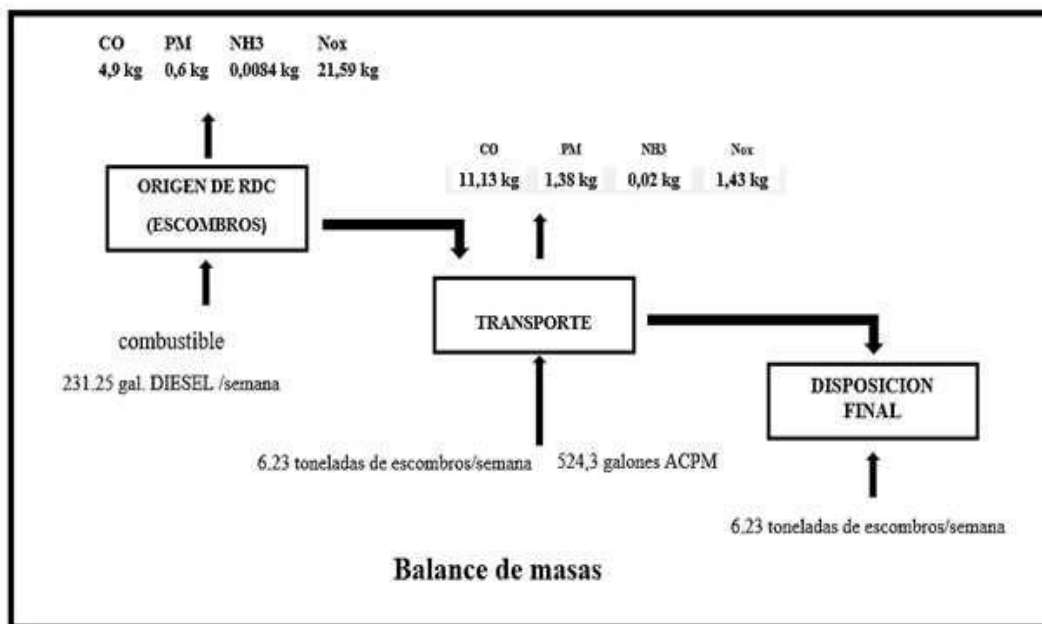 CO PM NH3 Nox
4,9 kg 0,6 kg 0,0084 kg 21,59 kg
CO PM NH3 Nox
11,13 kg 1,38 kg 0,02 kg 1,43 kg
ORIGEN DE RDC
(ESCOMBROS)
TRANSPORTE
combustible
231.25 gal. DIESEL /semana
DISPOSICION
FINAL
6,23 toneladas de escombros/semana 524,3 galones ACPM
6,23 toneladas de escombros/semana
Balance de masas